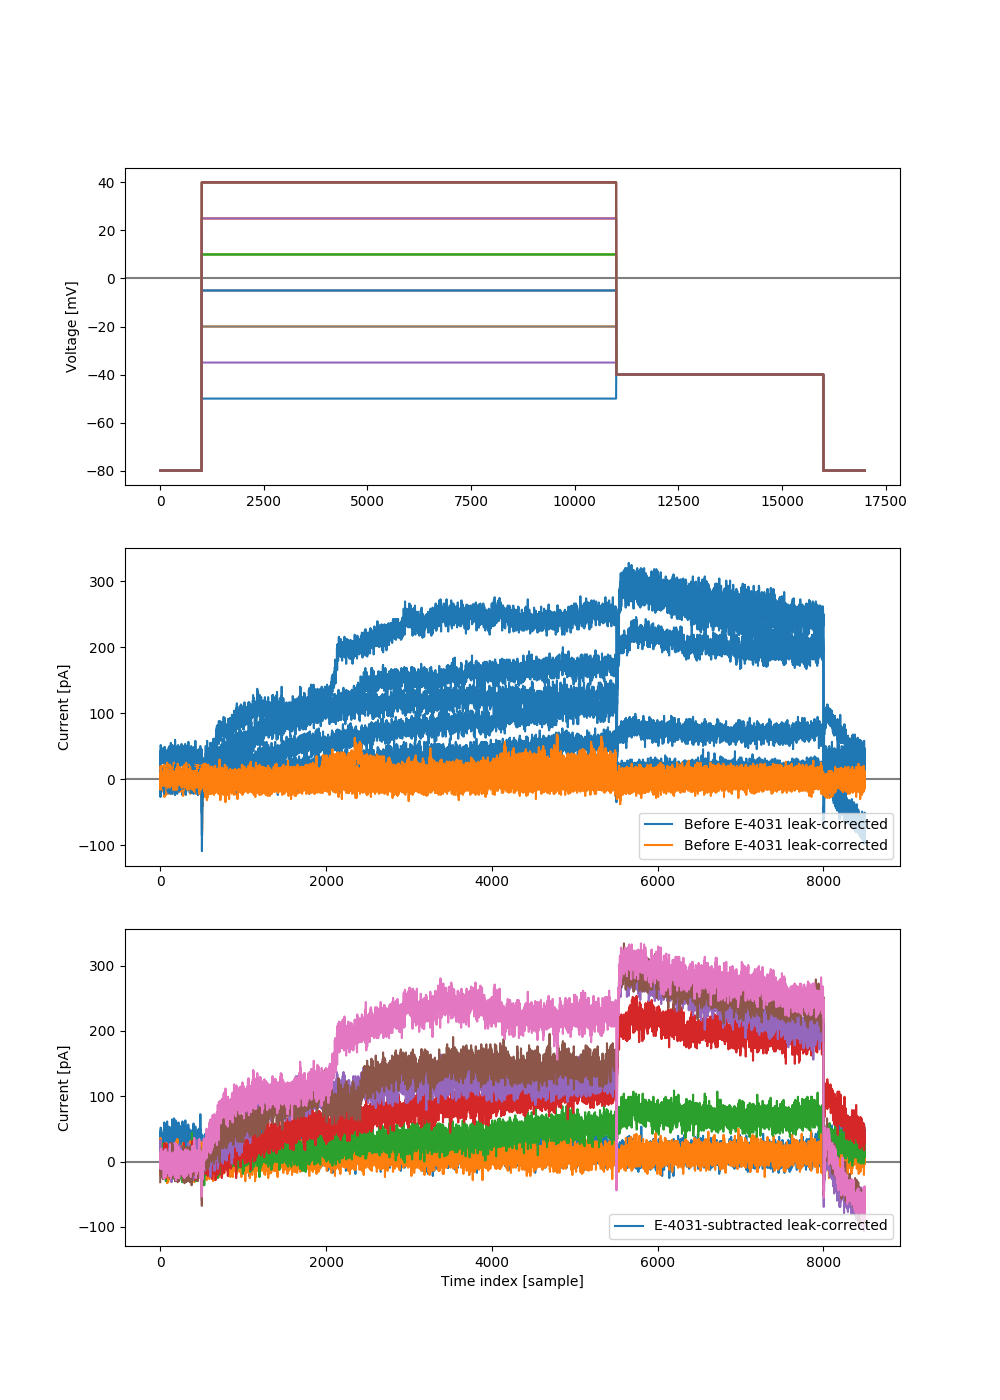 40
20
0
−20
−40
−60
−80
Voltage [mV]
0 2500 5000 7500 10000 12500 15000 17500
300
200
100
0
−100
Current [pA]
Before E-4031 leak-corrected
Before E-4031 leak-corrected
0 2000 4000 6000 8000
300
200
100
0
−100
Current [pA]
E-4031-subtracted leak-corrected
0 2000 4000 6000 8000
Time index [sample]